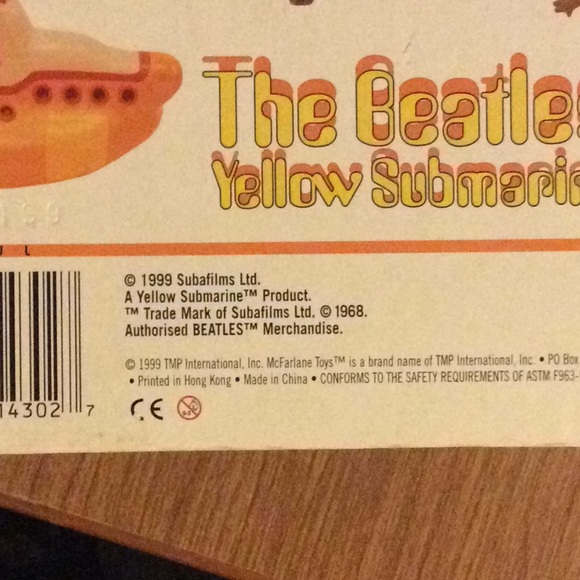 The Beatles
Yellow Submarin
© 1999 Subafilms Ltd.
A Yellow Submarine™ Product.
™ Trade Mark of Subafilms Ltd. © 1968.
Authorised BEATLES™ Merchandise.
© 1999 TMP International, Inc. McFarlane Toys™ is a brand name of TMP International, Inc. • PO Box
• Printed in Hong Kong • Made in China • CONFORMS TO THE SAFETY REQUIREMENTS OF ASTM F963-
14302 7
CE